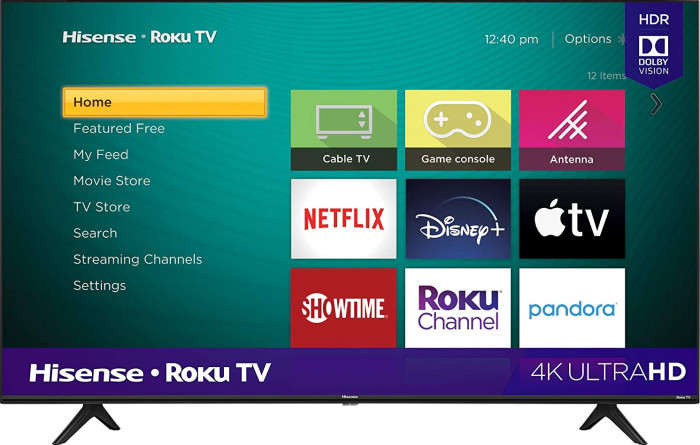 Hisense • Roku TV
12:40 pm | Options *
HDR
DOLBY
VISION
12 Items
Home
Featured Free
My Feed
Movie Store
TV Store
Search
Streaming Channels
Settings
Cable TV
Game console
Antenna
NETFLIX
Disney+
tv
SHOWTIME
Roku
Channel
pandora
Hisense • Roku TV
4K ULTRAHD
Hisense
Roku TV